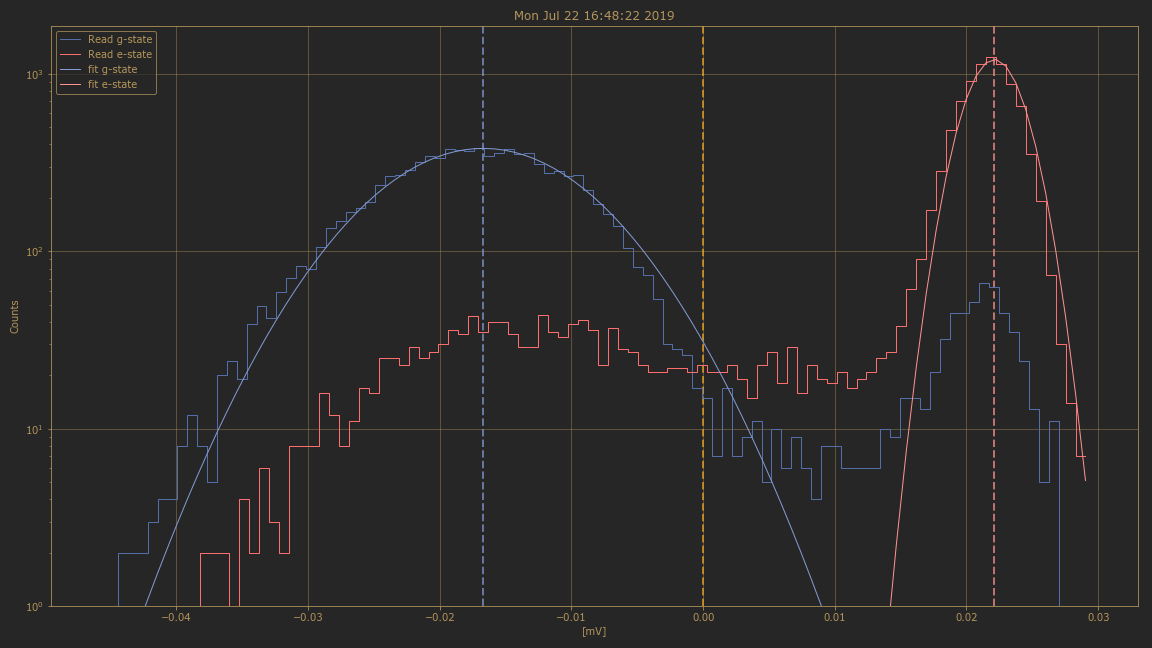 Mon Jul 22 16:48:22 2019
Read g-state
Read e-state
fit g-state
fit e-state
Counts
10³
10²
10¹
10⁰
−0.04 −0.03 −0.02 −0.01 0.00 0.01 0.02 0.03
[mV]